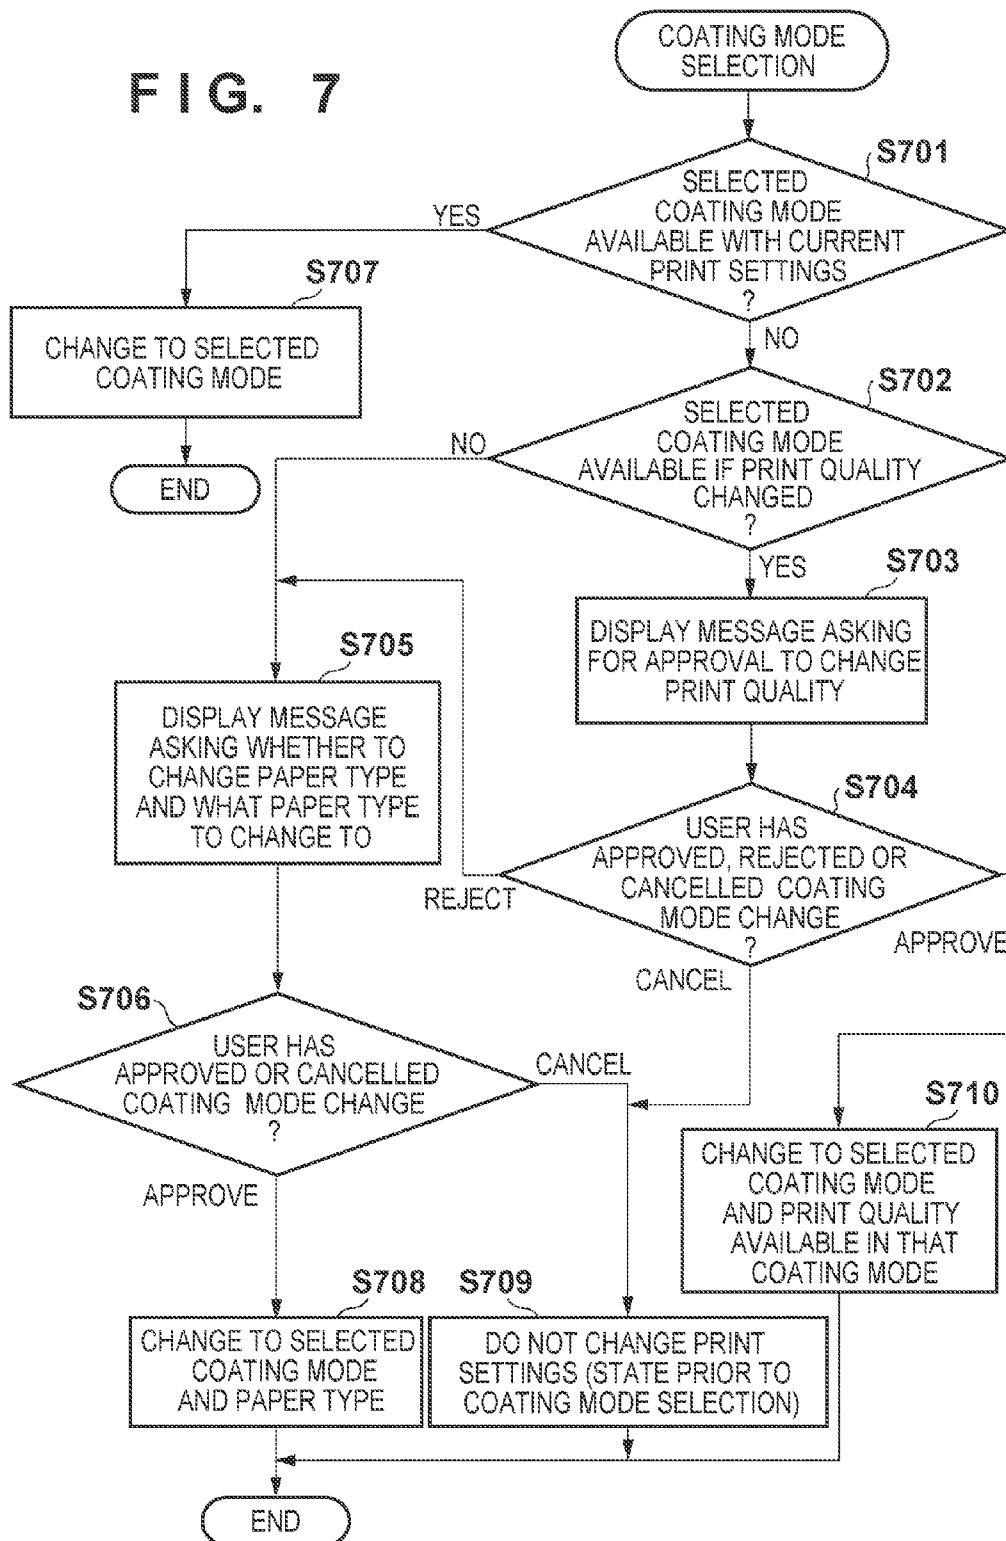 FIG. 7
COATING MODE
SELECTION
S701
SELECTED
COATING MODE
AVAILABLE WITH CURRENT
PRINT SETTINGS
?
YES
NO
S707
CHANGE TO SELECTED
COATING MODE
END
S702
SELECTED
COATING MODE
AVAILABLE IF PRINT QUALITY
CHANGED
?
NO
YES
S703
DISPLAY MESSAGE ASKING
FOR APPROVAL TO CHANGE
PRINT QUALITY
S705
DISPLAY MESSAGE
ASKING WHETHER TO
CHANGE PAPER TYPE
AND WHAT PAPER TYPE
TO CHANGE TO
S704
USER HAS
APPROVED, REJECTED OR
CANCELLED COATING
MODE CHANGE
?
REJECT
APPROVE
CANCEL
S706
USER HAS
APPROVED OR CANCELLED
COATING MODE CHANGE
?
CANCEL
APPROVE
S710
CHANGE TO SELECTED
COATING MODE
AND PRINT QUALITY
AVAILABLE IN THAT
COATING MODE
S708
CHANGE TO SELECTED
COATING MODE
AND PAPER TYPE
S709
DO NOT CHANGE PRINT
SETTINGS (STATE PRIOR TO
COATING MODE SELECTION)
END